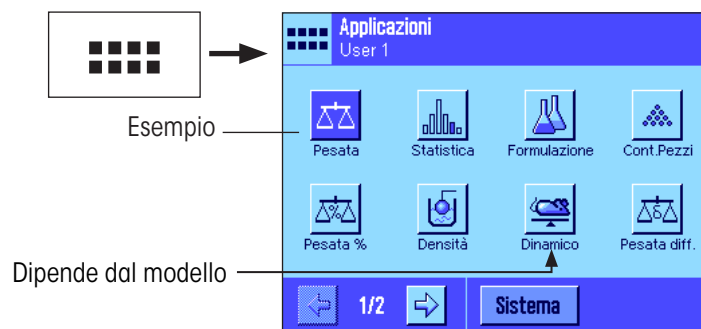 Applicazioni
User 1
Esempio
Pesata
Statistica
Formulazione
Cont.Pezzi
Pesata %
Densità
Dinamico
Pesata diff.
Dipende dal modello
1/2
Sistema